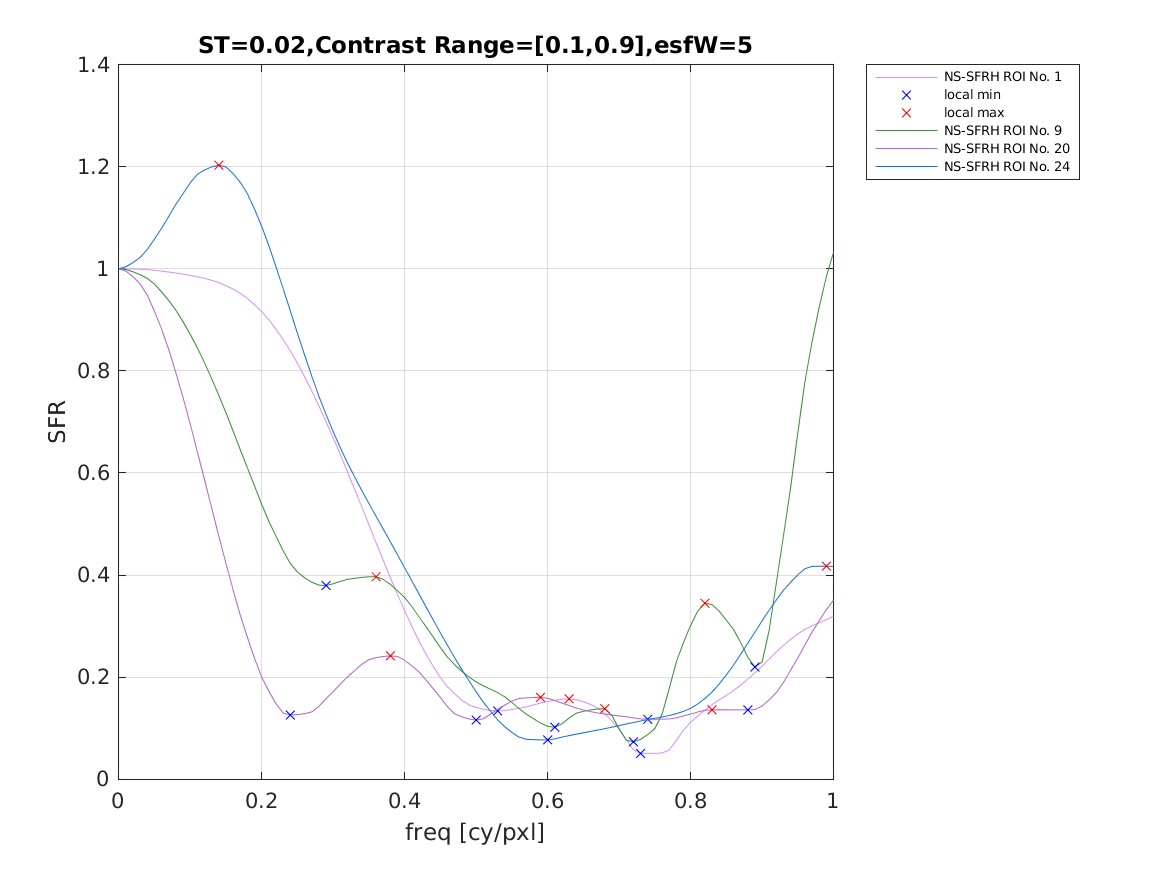 ST=0.02,Contrast Range=[0.1,0.9],esfW=5
1.4
1.2
1
0.8
0.6
0.4
0.2
0
SFR
0 0.2 0.4 0.6 0.8 1
freq [cy/pxl]
NS-SFRH ROI No. 1
local min
local max
NS-SFRH ROI No. 9
NS-SFRH ROI No. 20
NS-SFRH ROI No. 24